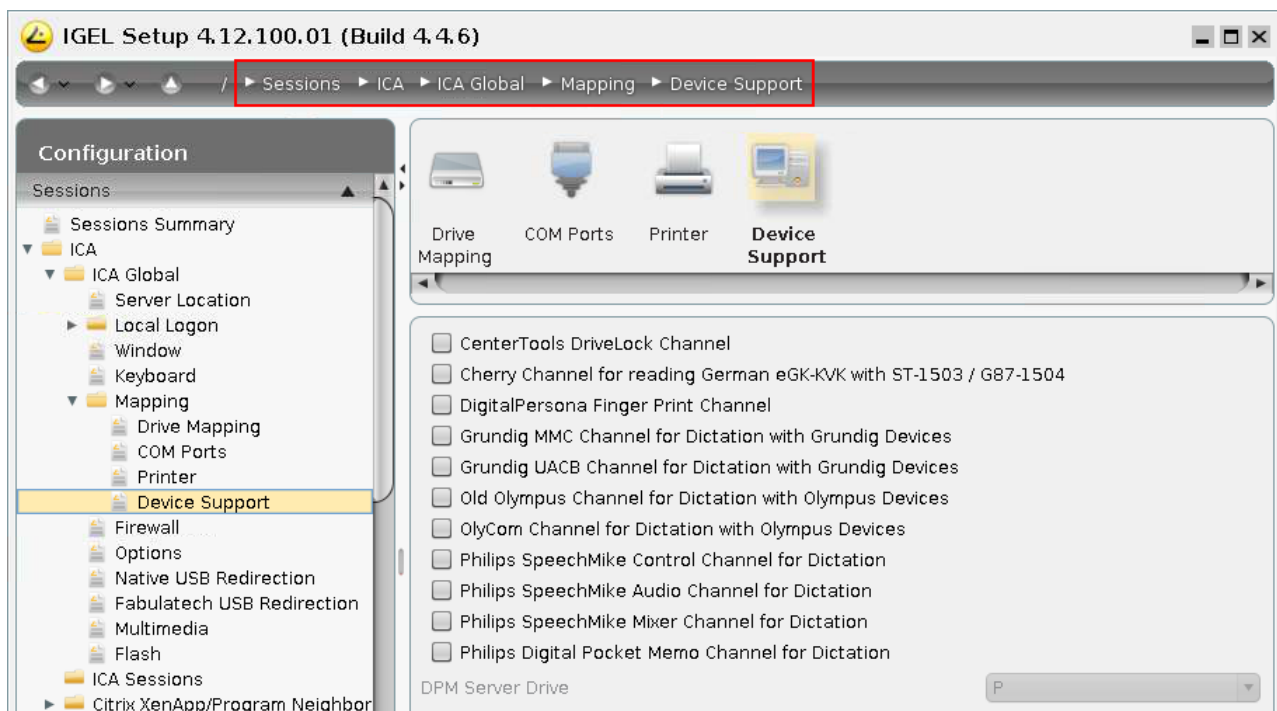 IGEL Setup 4.12.100.01 (Build 4.4.6)
/ Sessions ICA ICA Global Mapping Device Support
Configuration
Sessions
Sessions Summary
ICA
ICA Global
Server Location
Local Logon
Window
Keyboard
Mapping
Drive Mapping
COM Ports
Printer
Device Support
Firewall
Options
Native USB Redirection
Fabulatech USB Redirection
Multimedia
Flash
ICA Sessions
Citrix XenApp/Program Neighbor
Drive Mapping
COM Ports
Printer
Device Support
CenterTools DriveLock Channel
Cherry Channel for reading German eGK-KVK with ST-1503 / G87-1504
DigitalPersona Finger Print Channel
Grundig MMC Channel for Dictation with Grundig Devices
Grundig UACB Channel for Dictation with Grundig Devices
Old Olympus Channel for Dictation with Olympus Devices
OlyCom Channel for Dictation with Olympus Devices
Philips SpeechMike Control Channel for Dictation
Philips SpeechMike Audio Channel for Dictation
Philips SpeechMike Mixer Channel for Dictation
Philips Digital Pocket Memo Channel for Dictation
DPM Server Drive P